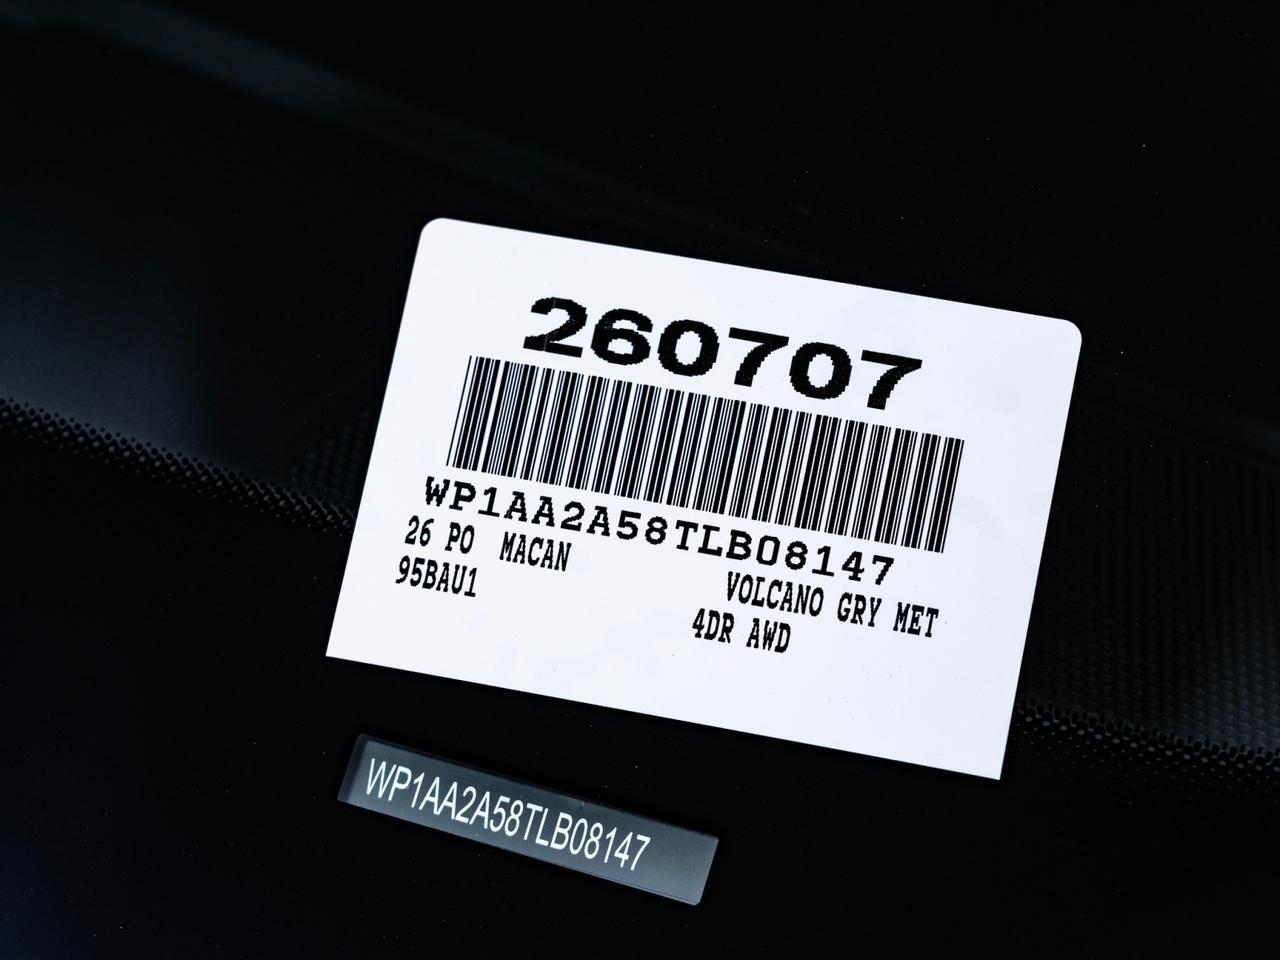 260707
WP1AA2A58TLB08147
26 PO MACAN VOLCANO GRY MET
95BAU1 4DR AWD
WP1AA2A58TLB08147